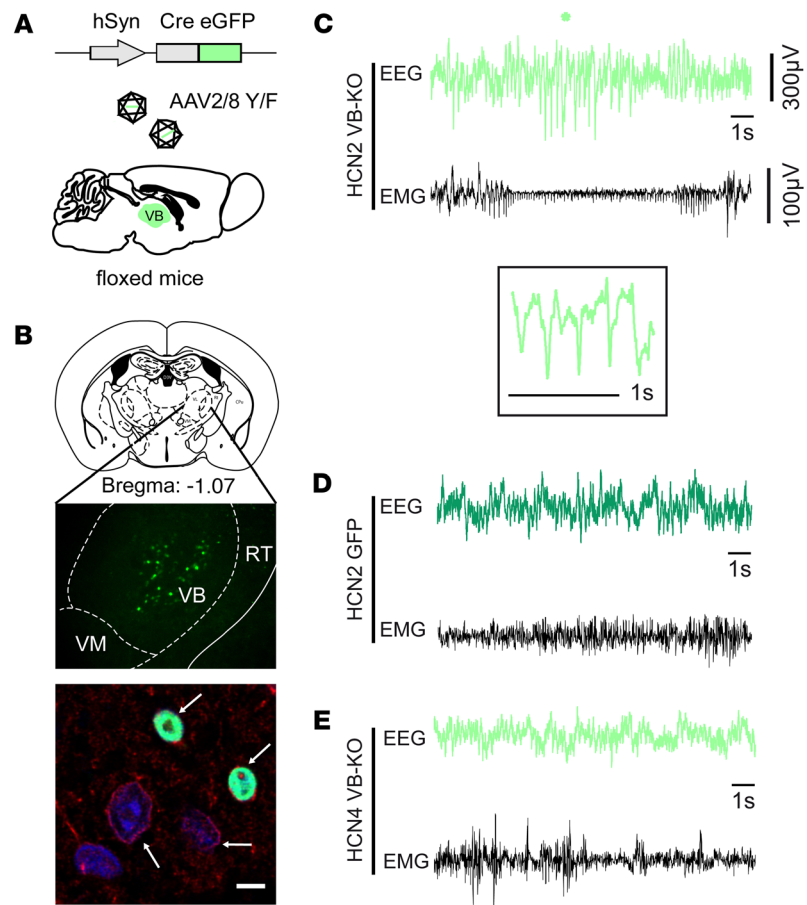 A
hSyn Cre eGFP
AAV2/8 Y/F
VB
floxed mice
B
Bregma: -1.07
RT
VB
VM
C
HCN2 VB-KO
EEG
300µV
1s
EMG
100µV
1s
D
HCN2 GFP
EEG
1s
EMG
E
HCN4 VB-KO
EEG
1s
EMG